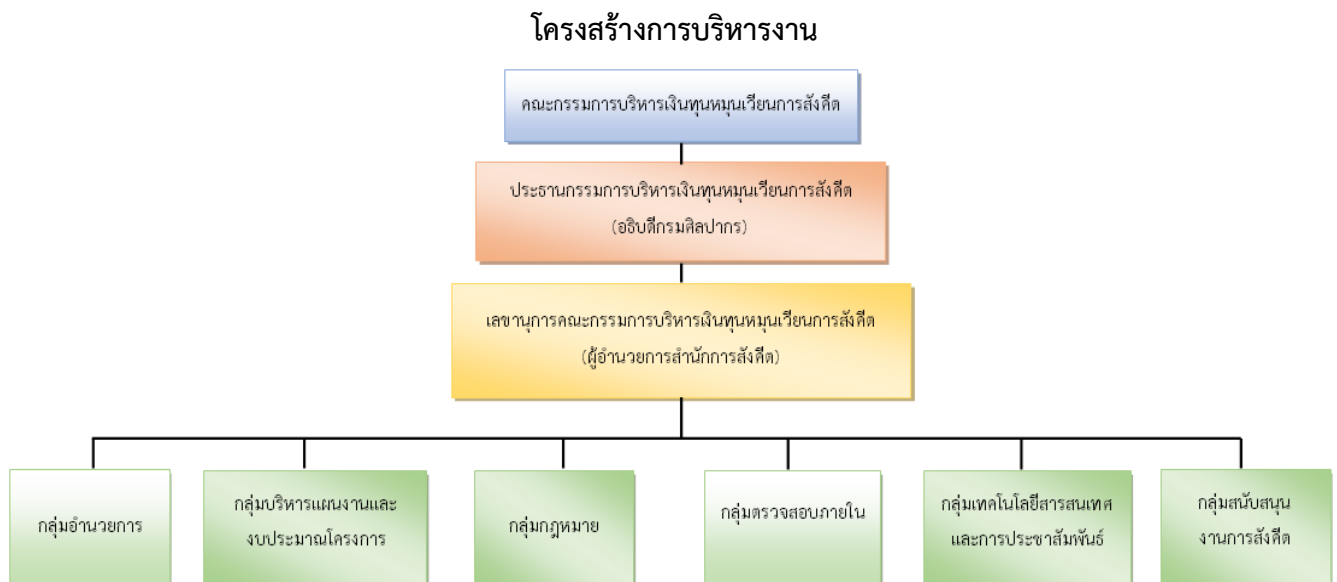 โครงสร้างการบริหารงาน
คณะกรรมการบริหารเงินทุนหมุนเวียนการสังคีต
ประธานกรรมการบริหารเงินทุนหมุนเวียนการสังคีต
(อธิบดีกรมศิลปากร)
เลขานุการคณะกรรมการบริหารเงินทุนหมุนเวียนการสังคีต
(ผู้อำนวยการสำนักการสังคีต)
กลุ่มอำนวยการ
กลุ่มบริหารแผนงานและ
งบประมาณโครงการ
กลุ่มกฎหมาย
กลุ่มตรวจสอบภายใน
กลุ่มเทคโนโลยีสารสนเทศ
และการประชาสัมพันธ์
กลุ่มสนับสนุน
งานการสังคีต